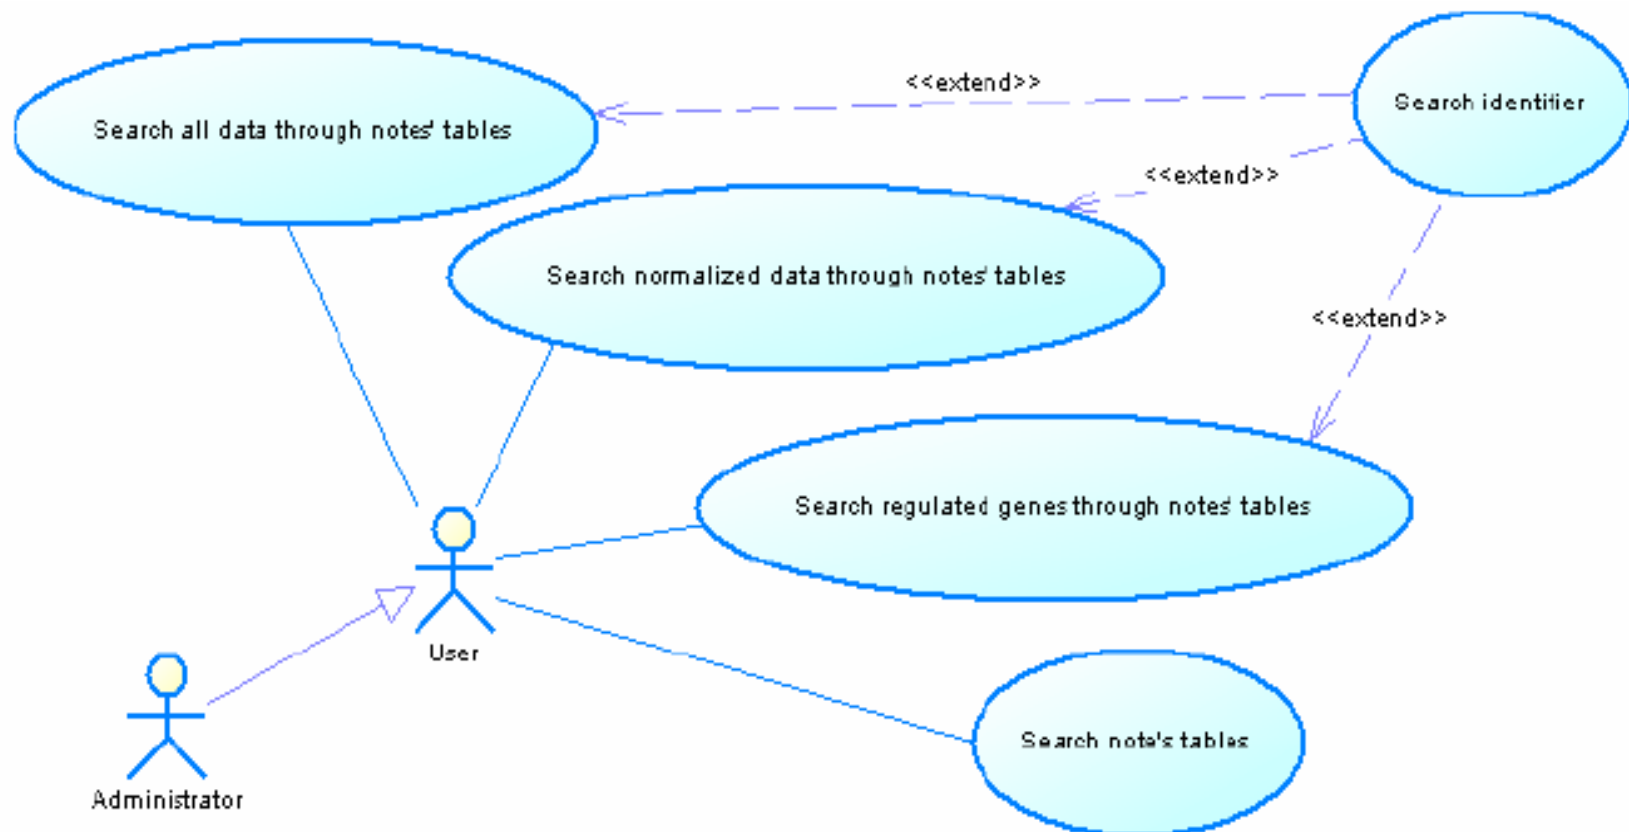 <<extend>>
Search identifier
Search all data through notes' tables
<<extend>>
Search normalized data through notes' tables
<<extend>>
Search regulated genes through notes' tables
User
Search note's tables
Administrator